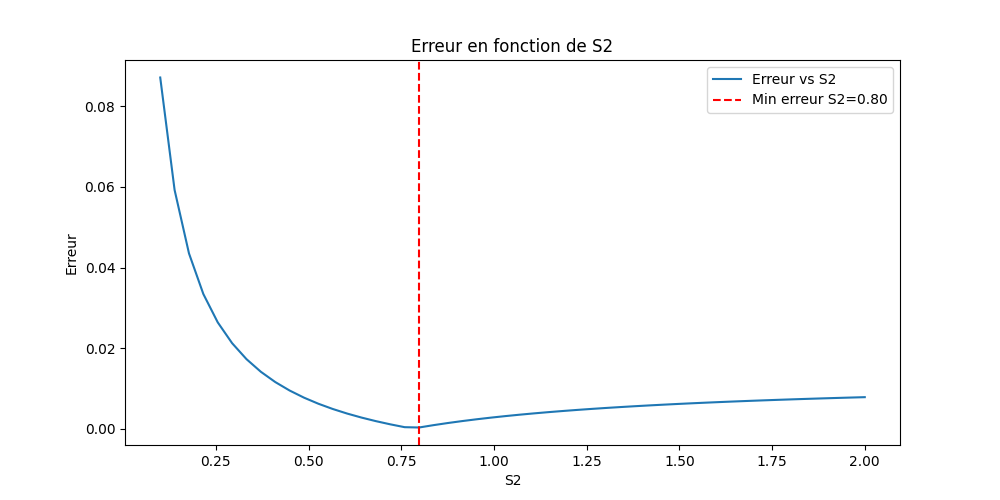 Erreur en fonction de S2
Erreur vs S2
Min erreur S2=0.80
Erreur
0.08
0.06
0.04
0.02
0.00
0.25 0.50 0.75 1.00 1.25 1.50 1.75 2.00
S2